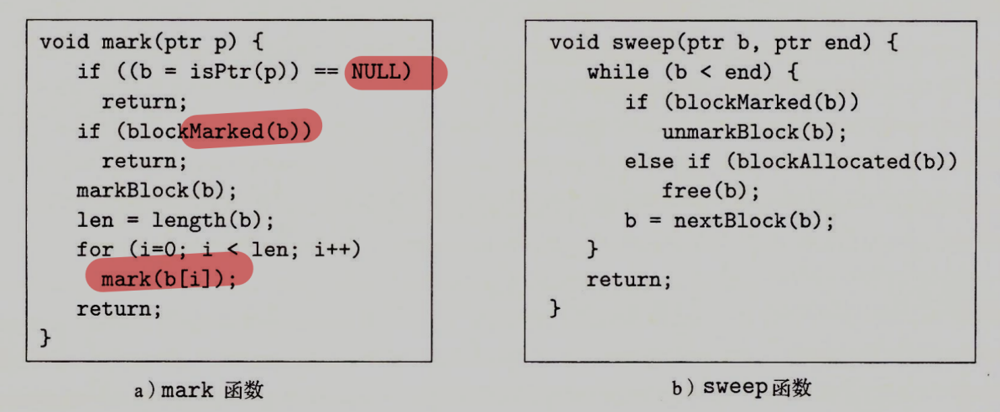 void mark(ptr p) {
if ((b = isPtr(p)) == NULL)
return;
if (blockMarked(b))
return;
markBlock(b);
len = length(b);
for (i=0; i < len; i++)
mark(b[i]);
return;
}
a) mark 函数
void sweep(ptr b, ptr end) {
while (b < end) {
if (blockMarked(b))
unmarkBlock(b);
else if (blockAllocated(b))
free(b);
b = nextBlock(b);
}
return;
}
b) sweep函数